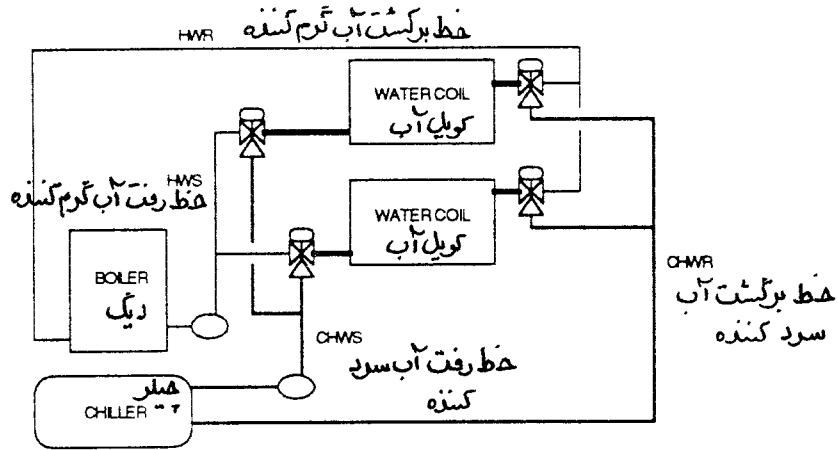 HWR
خط برگشت آب گرم کننده
WATER COIL
کویل آب
HWS
خط رفت آب گرم کننده
WATER COIL
کویل آب
BOILER
دیگ
CHWR
خط برگشت آب
سرد کننده
CHWS
خط رفت آب سرد
کننده
چیلر
CHILLER